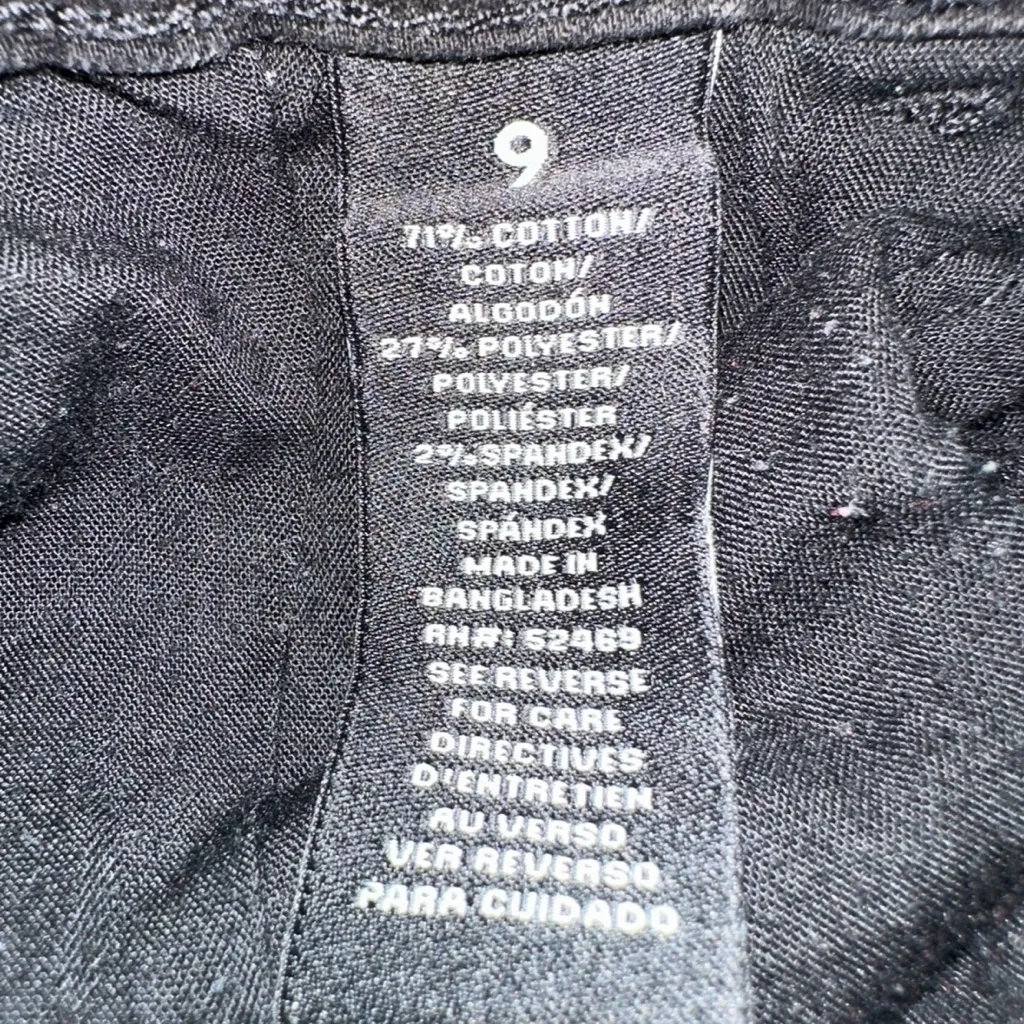 9
71% COTTON/
COTON/
ALGODÓN
27% POLYESTER/
POLYESTER/
POLIÉSTER
2% SPANDEX/
SPANDEX/
SPÁNDEX
MADE IN
BANGLADESH
RN#: 52469
SEE REVERSE
FOR CARE
DIRECTIVES
D'ENTRETIEN
AU VERSO
VER REVERSO
PARA CUIDADO